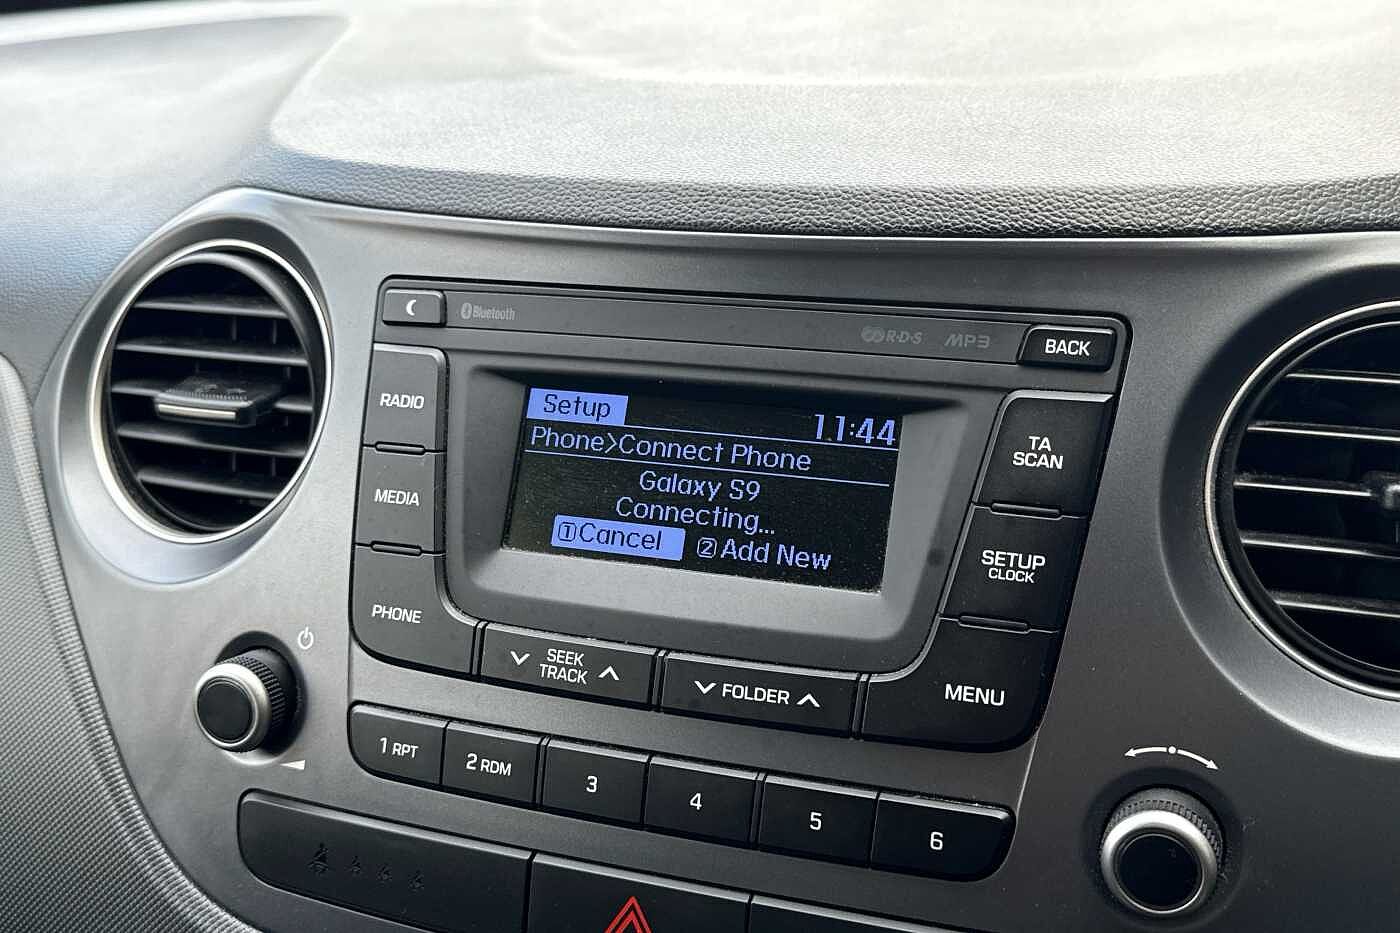 Bluetooth
R·D·S
MP3
BACK
RADIO
MEDIA
PHONE
Setup
11:44
Phone>Connect Phone
Galaxy S9
Connecting...
1Cancel
2Add New
TA
SCAN
SETUP
CLOCK
SEEK
TRACK
FOLDER
MENU
1 RPT
2 RDM
3
4
5
6